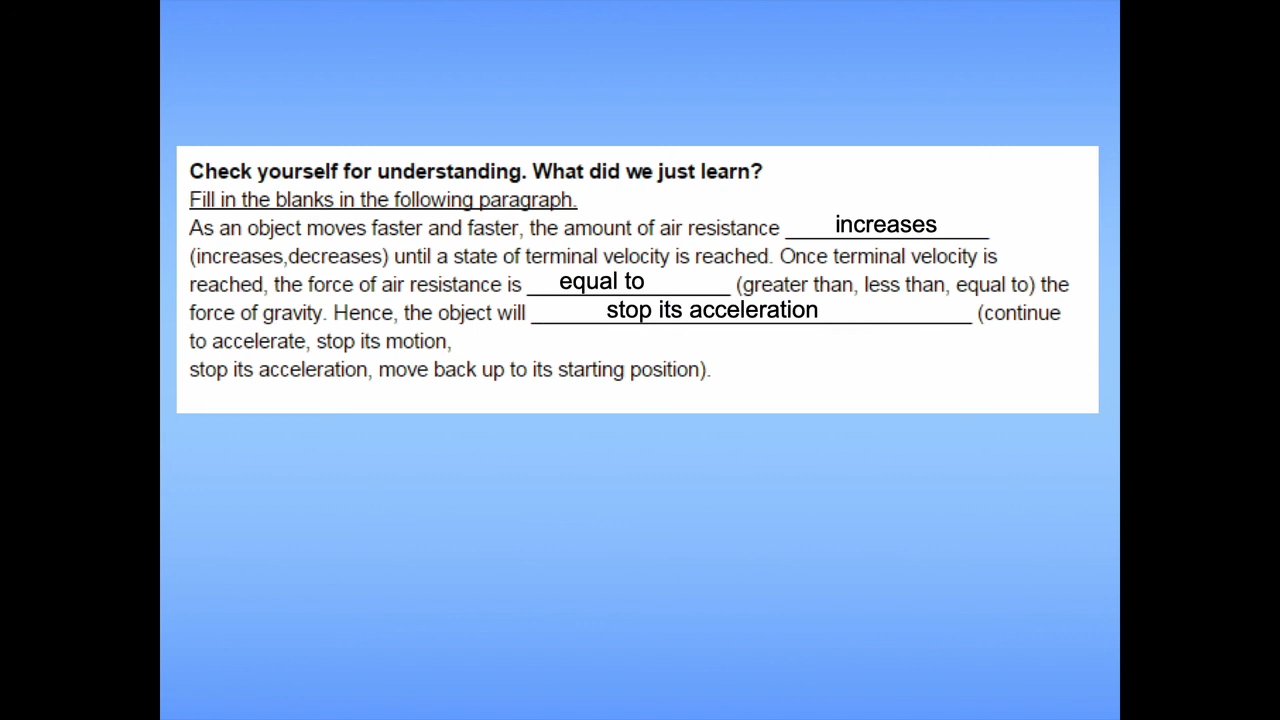 Check yourself for understanding. What did we just learn?
Fill in the blanks in the following paragraph.
As an object moves faster and faster, the amount of air resistance increases
(increases,decreases) until a state of terminal velocity is reached. Once terminal velocity is
reached, the force of air resistance is equal to (greater than, less than, equal to) the
force of gravity. Hence, the object will stop its acceleration (continue
to accelerate, stop its motion,
stop its acceleration, move back up to its starting position).